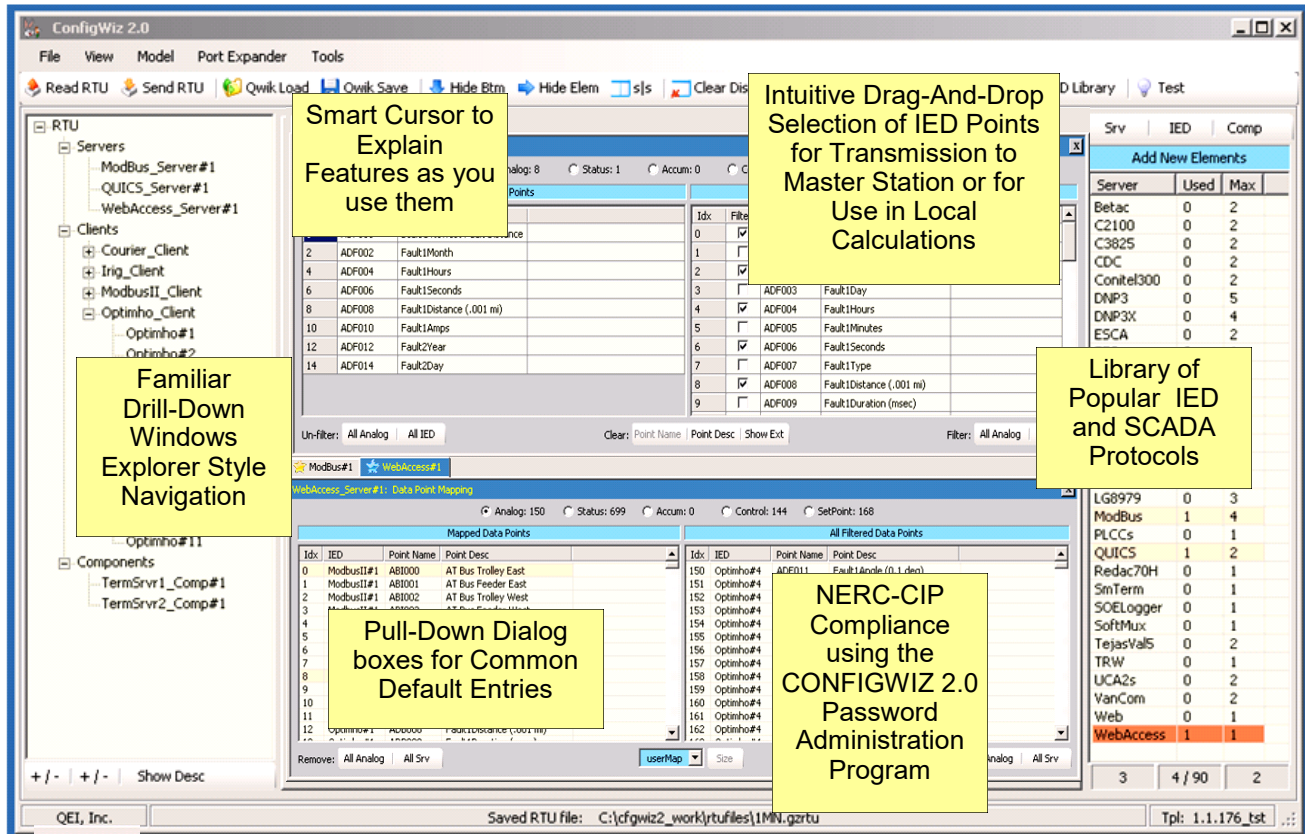 ConfigWiz 2.0
File View Model Port Expander Tools
Read RTU Send RTU Qwik Load Qwik Save Hide Btm Hide Elem s|s Clear Dis Library Test
RTU
Servers
ModBus_Server#1
QUICS_Server#1
WebAccess_Server#1
Clients
Courier_Client
Irig_Client
ModbusII_Client
Optimho_Client
Optimho#1
Optimho#2
Optimho#11
Components
TermSrvr1_Comp#1
TermSrvr2_Comp#1
+ / - + / - Show Desc
Smart Cursor to
Explain
Features as you
use them
Intuitive Drag-And-Drop
Selection of IED Points
for Transmission to
Master Station or for
Use in Local
Calculations
Familiar
Drill-Down
Windows
Explorer Style
Navigation
Library of
Popular IED
and SCADA
Protocols
Pull-Down Dialog
boxes for Common
Default Entries
NERC-CIP
Compliance
using the
CONFIGWIZ 2.0
Password
Administration
Program
nalog: 8 Status: 1 Accum: 0
Points
2 ADF002 Fault1Month
4 ADF004 Fault1Hours
6 ADF006 Fault1Seconds
8 ADF008 Fault1Distance (.001 mi)
10 ADF010 Fault1Amps
12 ADF012 Fault2Year
14 ADF014 Fault2Day
Idx Filte
0
1
2
3 ADF003 Fault1Day
4 ADF004 Fault1Hours
5 ADF005 Fault1Minutes
6 ADF006 Fault1Seconds
7 ADF007 Fault1Type
8 ADF008 Fault1Distance (.001 mi)
9 ADF009 Fault1Duration (msec)
Un-filter: All Analog All IED Clear: Point Name Point Desc Show Ext Filter: All Analog
ModBus#1 WebAccess#1
WebAccess_Server#1: Data Point Mapping
Analog: 150 Status: 699 Accum: 0 Control: 144 SetPoint: 168
Mapped Data Points
Idx IED Point Name Point Desc
0 ModbusII#1 ABI000 AT Bus Trolley East
1 ModbusII#1 ABI001 AT Bus Feeder East
2 ModbusII#1 ABI002 AT Bus Trolley West
3
4
5
6
7
8
9
10
11
12
All Filtered Data Points
Idx IED Point Name Point Desc
150 Optimho#4 ADF011 Fault1Angle (0.1 deg)
151 Optimho#4
152 Optimho#4
153 Optimho#4
154 Optimho#4
155 Optimho#4
156 Optimho#4
157 Optimho#4
158 Optimho#4
159 Optimho#4
160 Optimho#4
161 Optimho#4
162 Optimho#4
Remove: All Analog All Srv userMap Size Analog All Srv
Srv IED Comp
Add New Elements
Server Used Max
Betac 0 2
C2100 0 2
C3825 0 2
CDC 0 2
Conitel300 0 2
DNP3 0 5
DNP3X 0 4
ESCA 0 2
LG8979 0 3
ModBus 1 4
PLCCs 0 1
QUICS 1 2
Redac70H 0 1
SmTerm 0 1
SOELogger 0 1
SoftMux 0 1
TejasVal5 0 2
TRW 0 1
UCA2s 0 2
VanCom 0 2
Web 0 1
WebAccess 1 1
3 4 / 90 2
QEI, Inc. Saved RTU file: C:\cfgwiz2_work\rtufiles\1MN.gzrtu Tpl: 1.1.176_tst